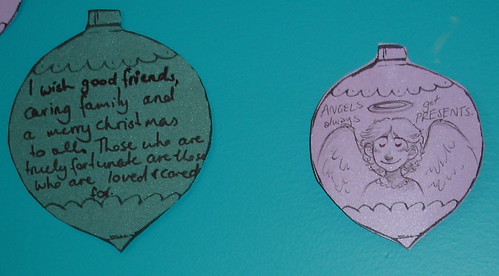 I wish good friends,
caring family and
a merry christmas
to all. Those who are
truely fortunate are those
who are loved & cared
for.
ANGELS get
always PRESENTS.